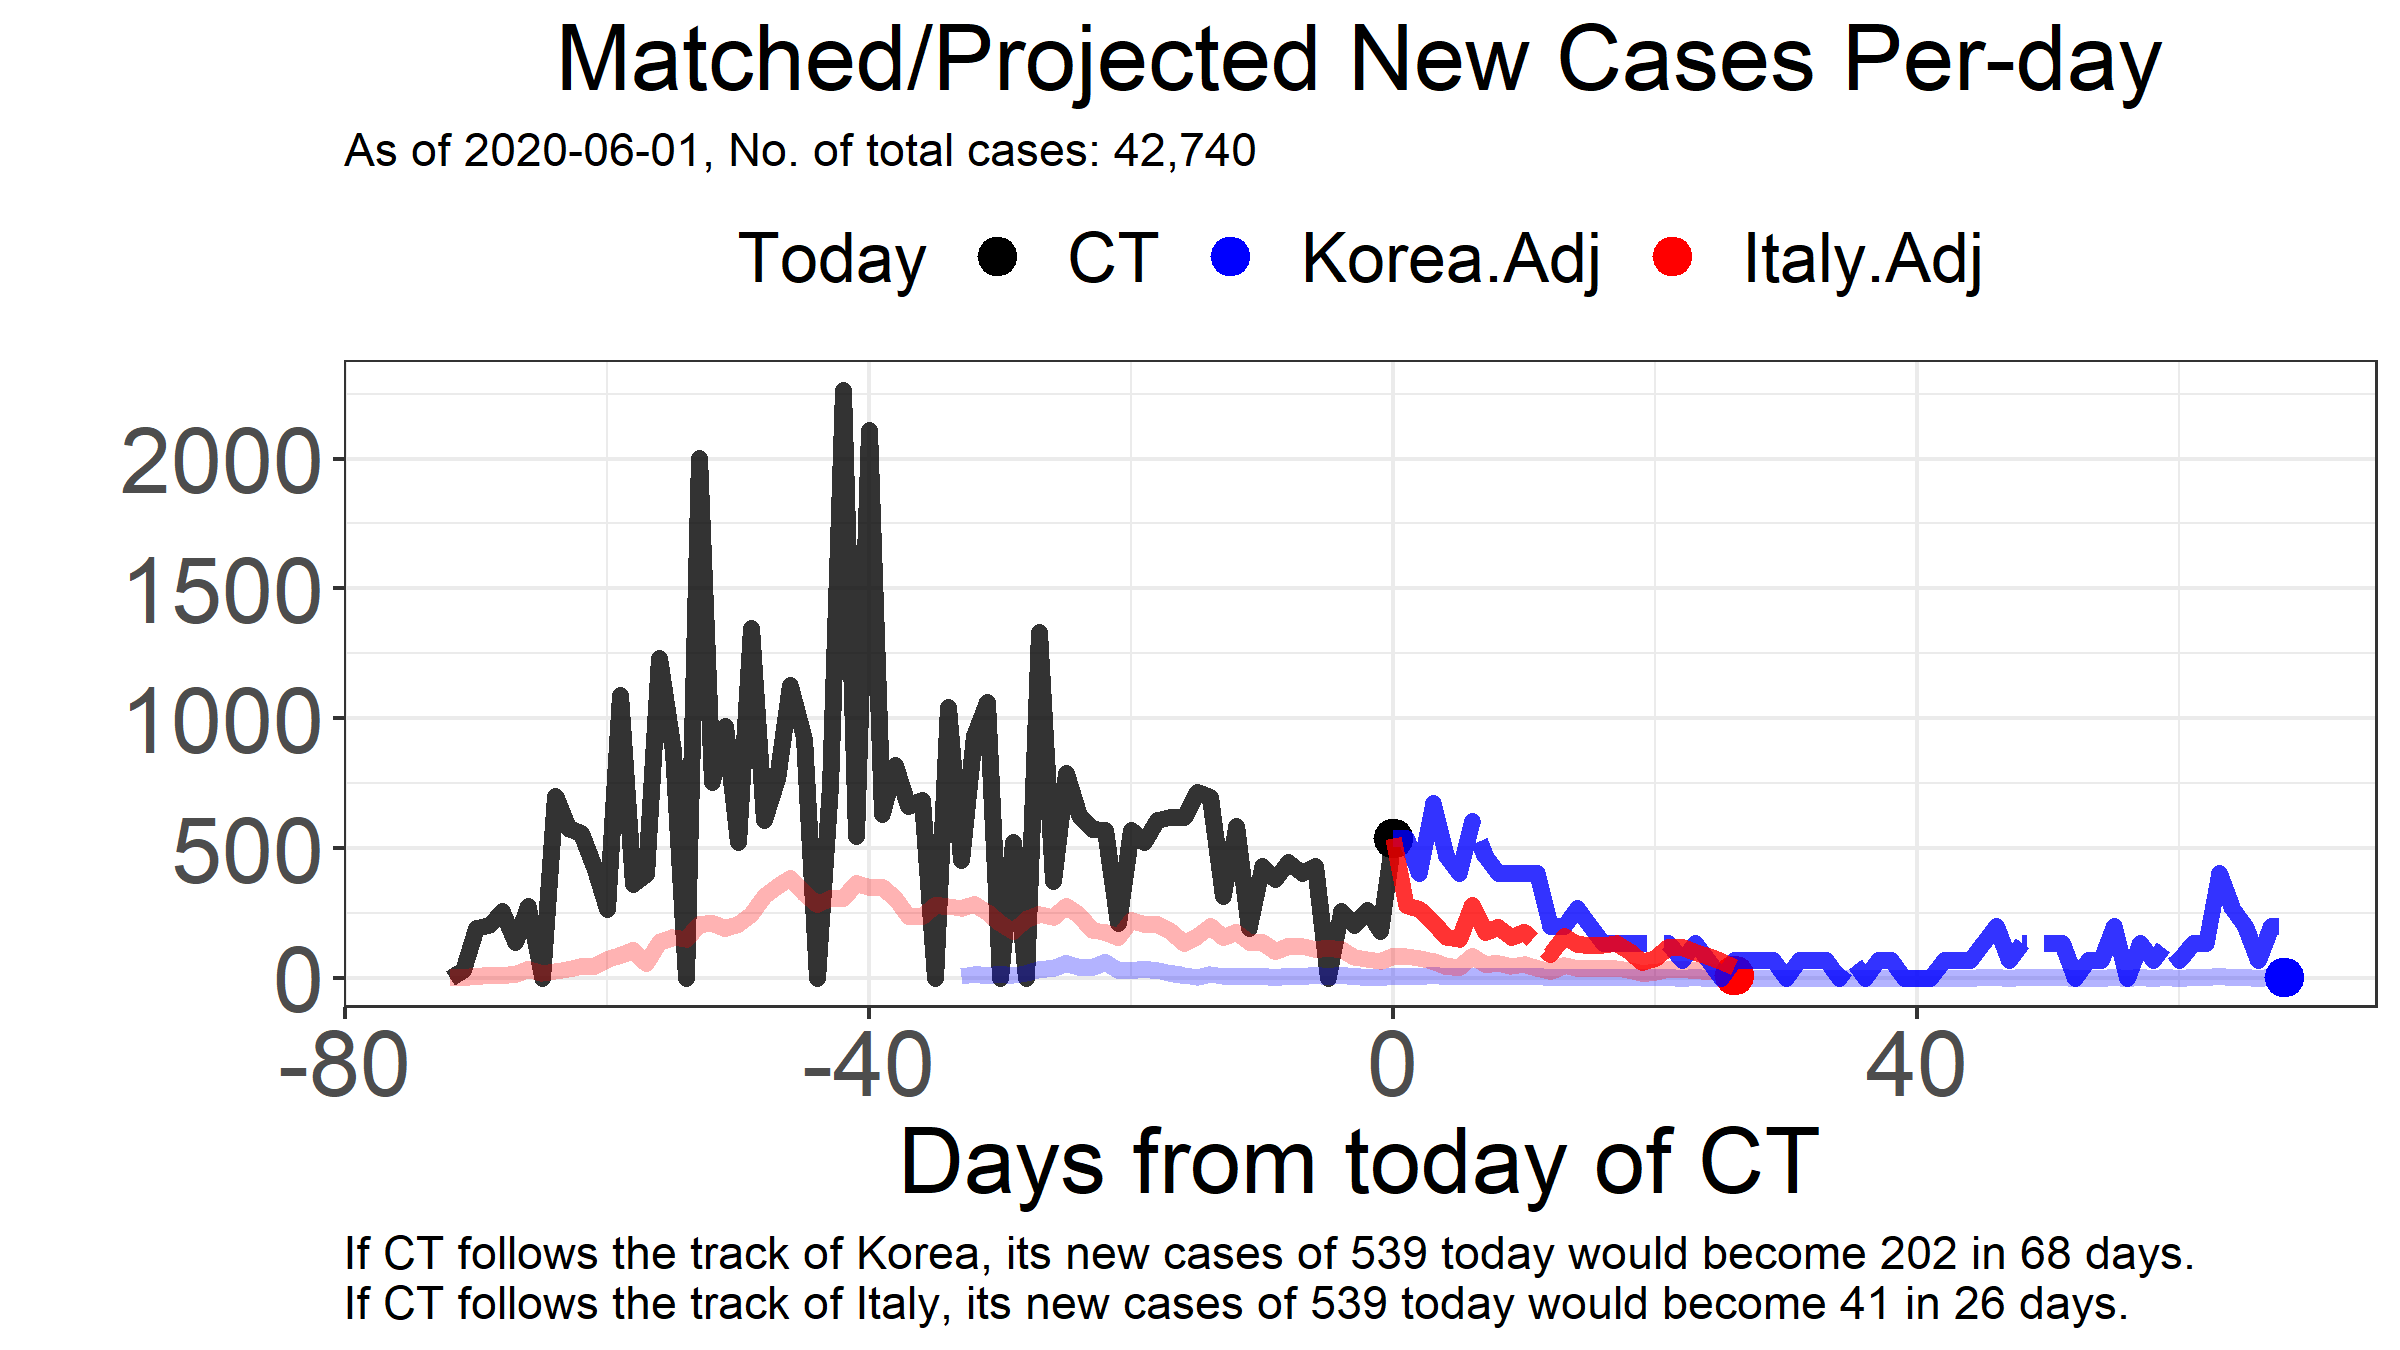 Matched/Projected New Cases Per-day
As of 2020-06-01, No. of total cases: 42,740
Today CT Korea.Adj Italy.Adj
2000
1500
1000
500
0
-80 -40 0 40
Days from today of CT
If CT follows the track of Korea, its new cases of 539 today would become 202 in 68 days.
If CT follows the track of Italy, its new cases of 539 today would become 41 in 26 days.